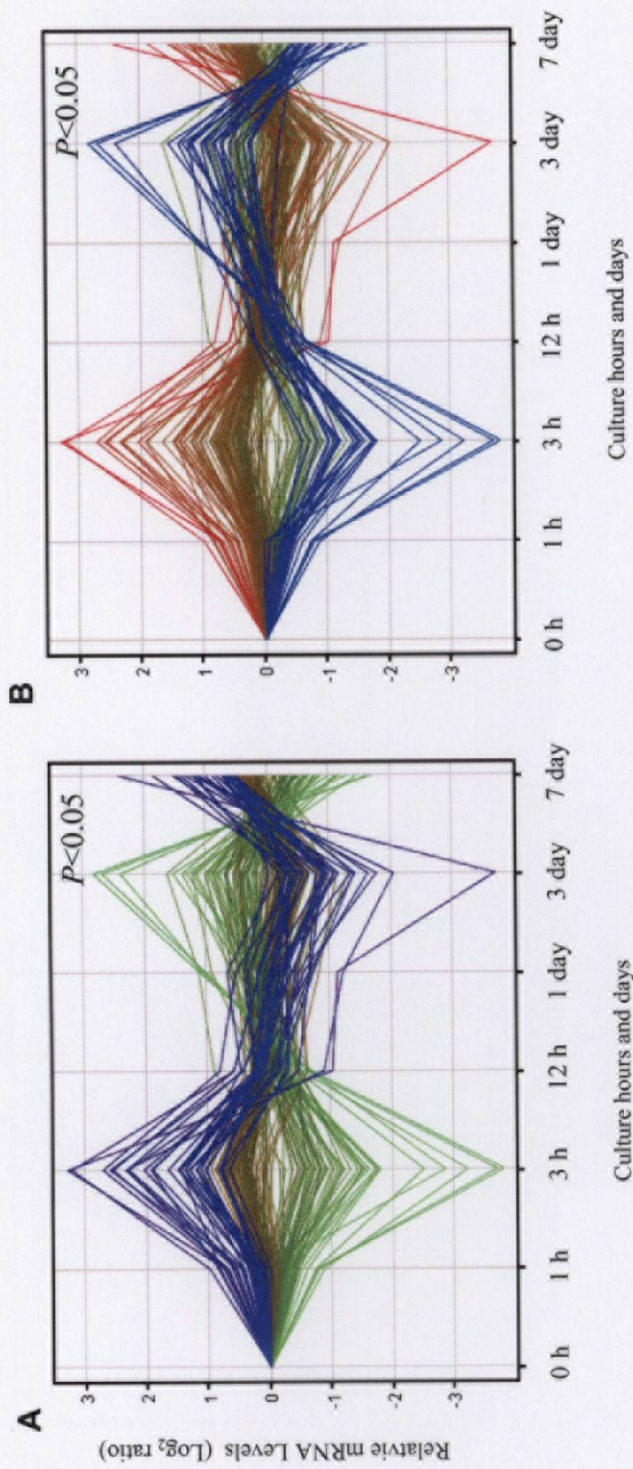 A
P<0.05
3
2
1
0
-1
-2
-3
Relatvie mRNA Levels (Log2 ratio)
0 h
1 h
3 h
12 h
1 day
3 day
7 day
Culture hours and days
B
P<0.05
3
2
1
0
-1
-2
-3
0 h
1 h
3 h
12 h
1 day
3 day
7 day
Culture hours and days